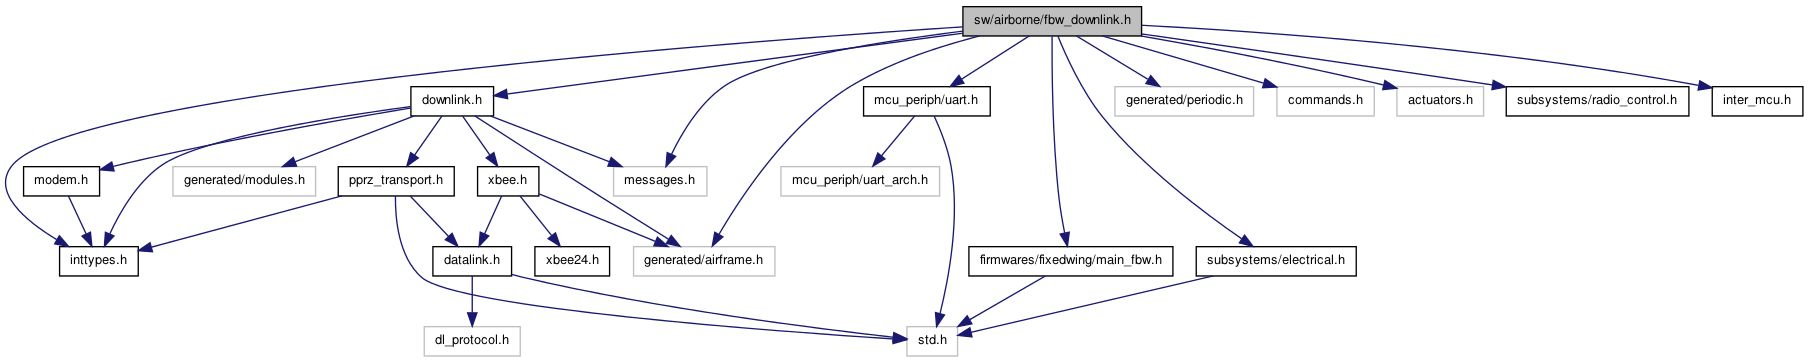 sw/airborne/fbw_downlink.h
downlink.h
mcu_periph/uart.h
generated/periodic.h
commands.h
actuators.h
subsystems/radio_control.h
inter_mcu.h
modem.h
generated/modules.h
pprz_transport.h
xbee.h
messages.h
mcu_periph/uart_arch.h
inttypes.h
datalink.h
xbee24.h
generated/airframe.h
firmwares/fixedwing/main_fbw.h
subsystems/electrical.h
dl_protocol.h
std.h